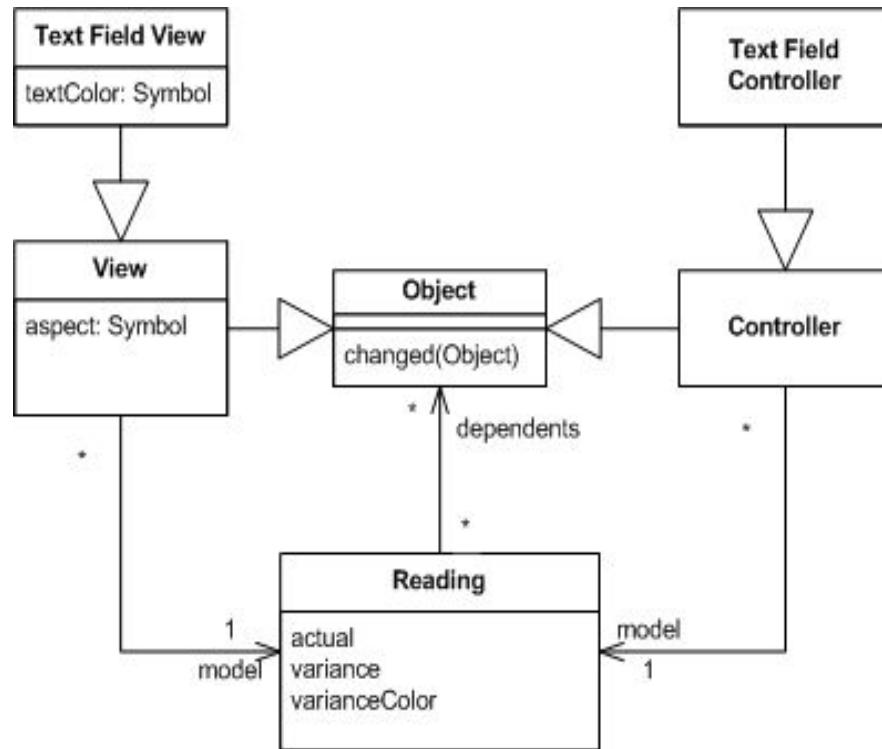 Text Field View
textColor: Symbol
Text Field
Controller
View
aspect: Symbol
Object
changed(Object)
Controller
*
dependents
*
*
*
Reading
actual
variance
varianceColor
1
model
model
1